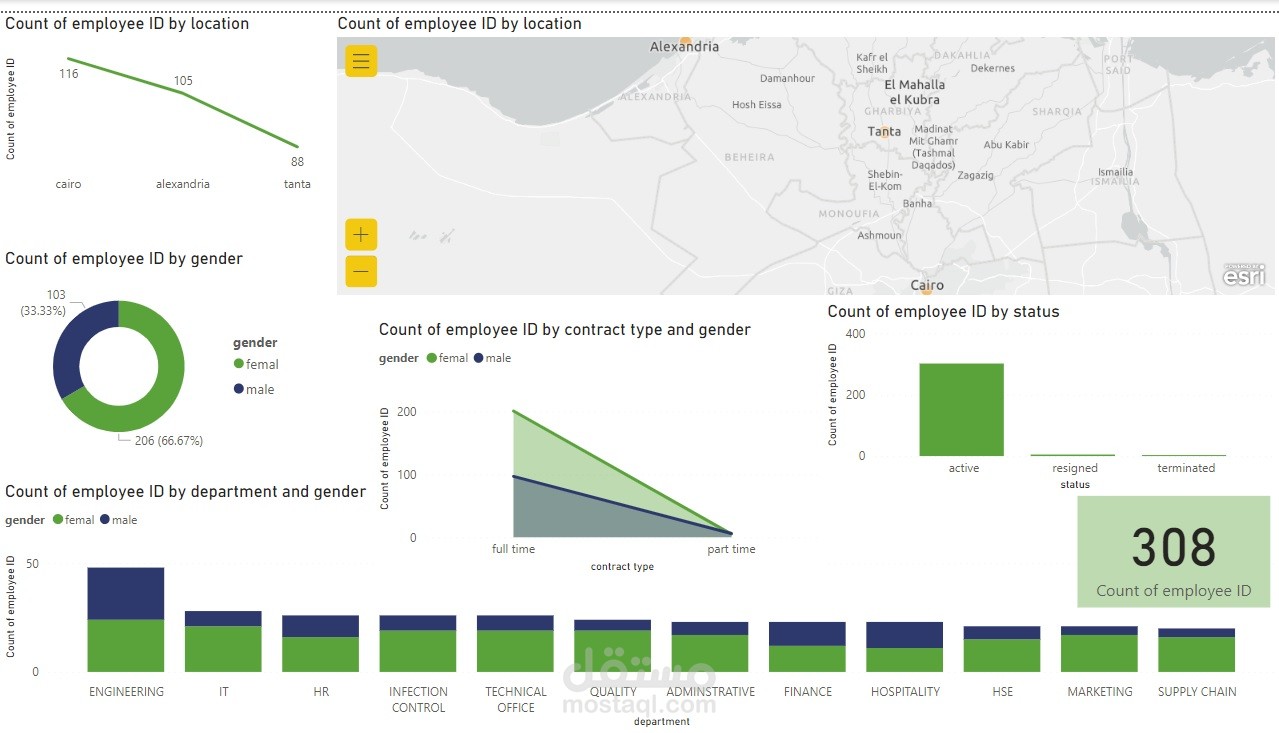 Count of employee ID by location
Count of employee ID
116
105
88
cairo
alexandria
tanta
Count of employee ID by location
Alexandria
Kafr el
Sheikh
DAKAHLIA
Dekernes
PORT
SAID
Damanhour
El Mahalla
el Kubra
ALEXANDRIA
Hosh Eissa
GHARBIYA
SHARQIA
Tanta
Madinat
Mit Ghamr
(Tashmal
Daqados)
Abu Kabir
BEHEIRA
Shebin-
El-Kom
Zagazig
Ismailia
ISMAILIA
Banha
MONOUFIA
Ashmoun
GIZA
Cairo
POWERED BY
esri
Count of employee ID by gender
103
(33.33%)
206 (66.67%)
gender
femal
male
Count of employee ID by contract type and gender
gender femal male
Count of employee ID
200
100
0
full time
part time
contract type
Count of employee ID by status
Count of employee ID
400
200
0
active
resigned
terminated
status
308
Count of employee ID
Count of employee ID by department and gender
gender femal male
Count of employee ID
50
0
ENGINEERING
IT
HR
INFECTION
CONTROL
TECHNICAL
OFFICE
QUALITY
ADMINSTRATIVE
FINANCE
HOSPITALITY
HSE
MARKETING
SUPPLY CHAIN
department
مستقل
mostaql.com